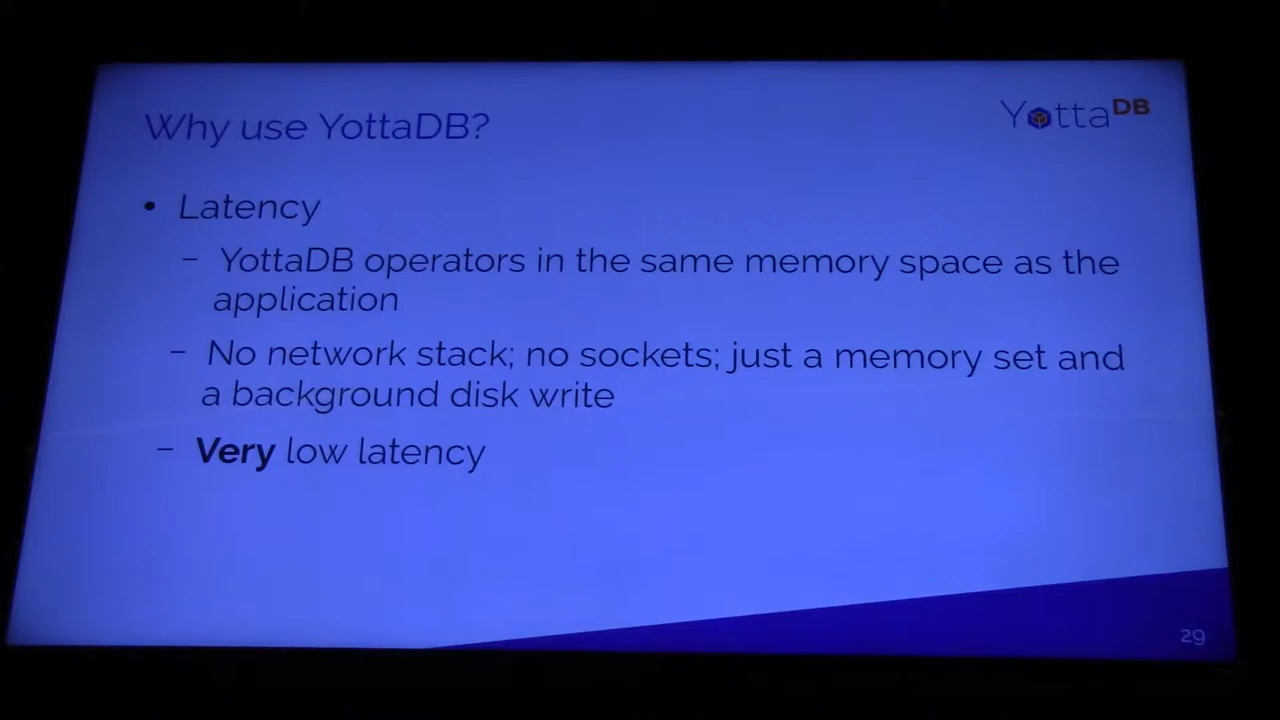 Why use YottaDB?
YottaDB
• Latency
– YottaDB operators in the same memory space as the
application
– No network stack; no sockets; just a memory set and
a background disk write
– Very low latency
29